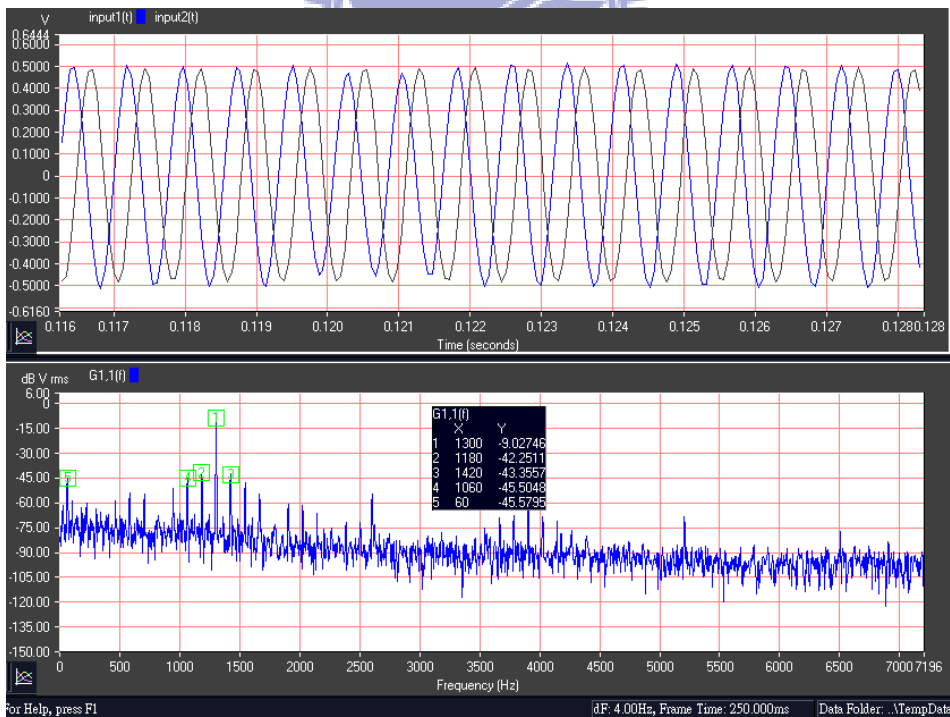 V input1(t) input2(t)
0.6444
0.6000
0.5000
0.4000
0.3000
0.2000
0.1000
0
-0.1000
-0.2000
-0.3000
-0.4000
-0.5000
-0.6160
0.116 0.117 0.118 0.119 0.120 0.121 0.122 0.123 0.124 0.125 0.126 0.127 0.128 0.128
Time (seconds)
dB V rms G1,1(f)
6.00
0
-15.00
-30.00
-45.00
-60.00
-75.00
-90.00
-105.00
-120.00
-135.00
-150.00
1
5 4 2 3
G1,1(f)
X Y
1 1300 -9.02746
2 1180 -42.2511
3 1420 -43.3557
4 1060 -45.5048
5 60 -45.5795
0 500 1000 1500 2000 2500 3000 3500 4000 4500 5000 5500 6000 6500 7000 7196
Frequency (Hz)
For Help, press F1 dF: 4.00Hz, Frame Time: 250.000ms Data Folder: ..\TempData